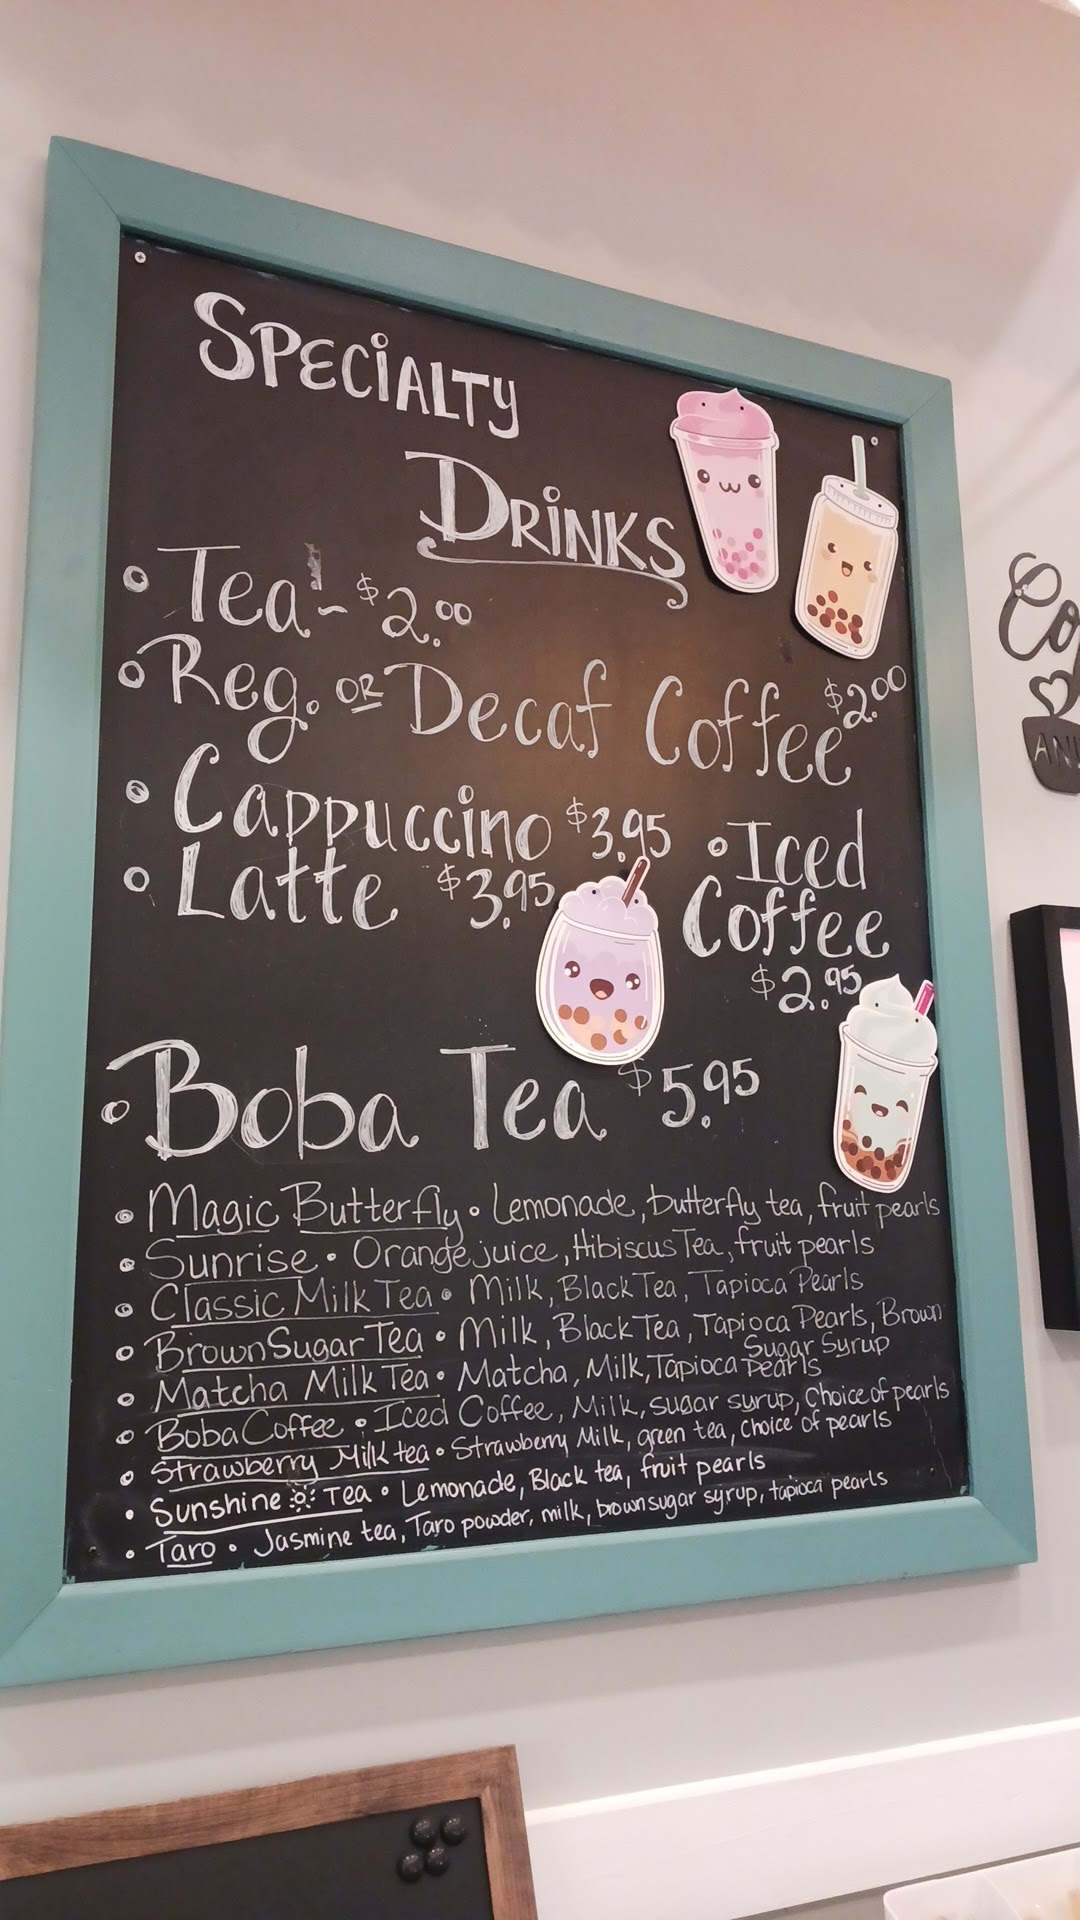 SPECIALTY
DRINKS
• Tea - $2.00
• Reg. OR Decaf Coffee $2.00
• Cappuccino $3.95
• Latte $3.95
• Iced
Coffee
$2.95
• Boba Tea $5.95
• Magic Butterfly • Lemonade, butterfly tea, fruit pearls
• Sunrise • Orange juice, Hibiscus Tea, fruit pearls
• Classic Milk Tea • Milk, Black Tea, Tapioca Pearls
• Brown Sugar Tea • Milk, Black Tea, Tapioca Pearls, Brown
Sugar Syrup
• Matcha Milk Tea • Matcha, Milk, Tapioca Pearls
• Boba Coffee • Iced Coffee, Milk, sugar syrup, Choice of pearls
• Strawberry Milk tea • Strawberry Milk, green tea, choice of pearls
• Sunshine Tea • Lemonade, Black tea, fruit pearls
• Taro • Jasmine tea, Taro powder, milk, brown sugar syrup, tapioca pearls